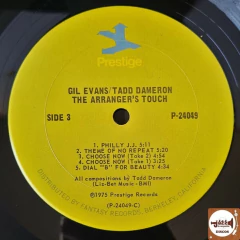 Prestige
GIL EVANS/TADD DAMERON
THE ARRANGER'S TOUCH
SIDE 3
P-24049
1. PHILLY J.J. 5:11
2. THEME OF NO REPEAT 5:20
3. CHOOSE NOW (Take 2) 4:54
4. CHOOSE NOW (Take 1) 3:21
5. DIAL "B" FOR BEAUTY 4:34
All compositions by Tadd Dameron
(Lin-Bet Music-BMI)
℗1975 Prestige Records
(P-24049-C)
DISTRIBUTED BY FANTASY RECORDS, BERKELEY, CALIFORNIA